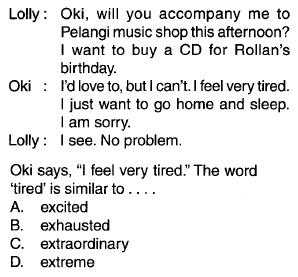 Lolly : Oki, will you accompany me to
Pelangi music shop this afternoon?
I want to buy a CD for Rollan's
birthday.
Oki : I'd love to, but I can't. I feel very tired.
I just want to go home and sleep.
I am sorry.
Lolly : I see. No problem.
Oki says, "I feel very tired." The word
'tired' is similar to . . . .
A. excited
B. exhausted
C. extraordinary
D. extreme